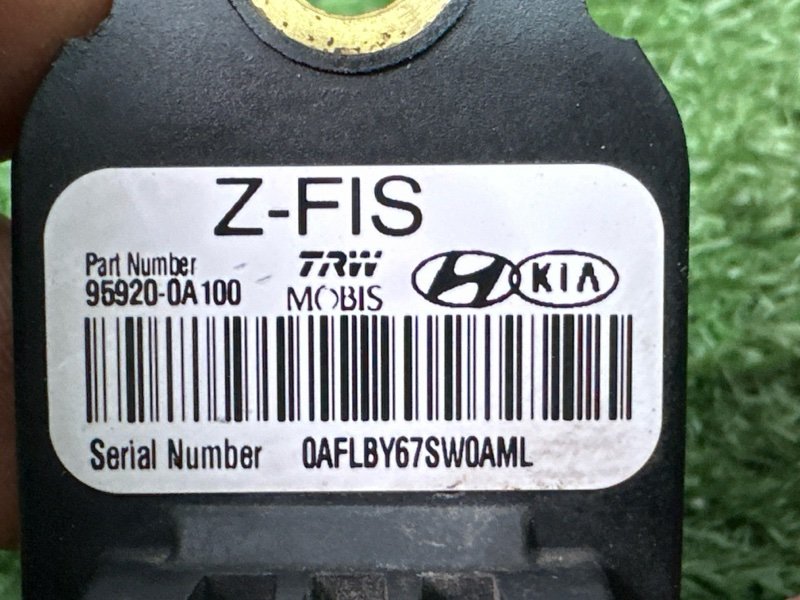 Z-FIS
Part Number
95920-0A100
TRW
MOBIS
KIA
Serial Number 0AFLBY67SW0AML